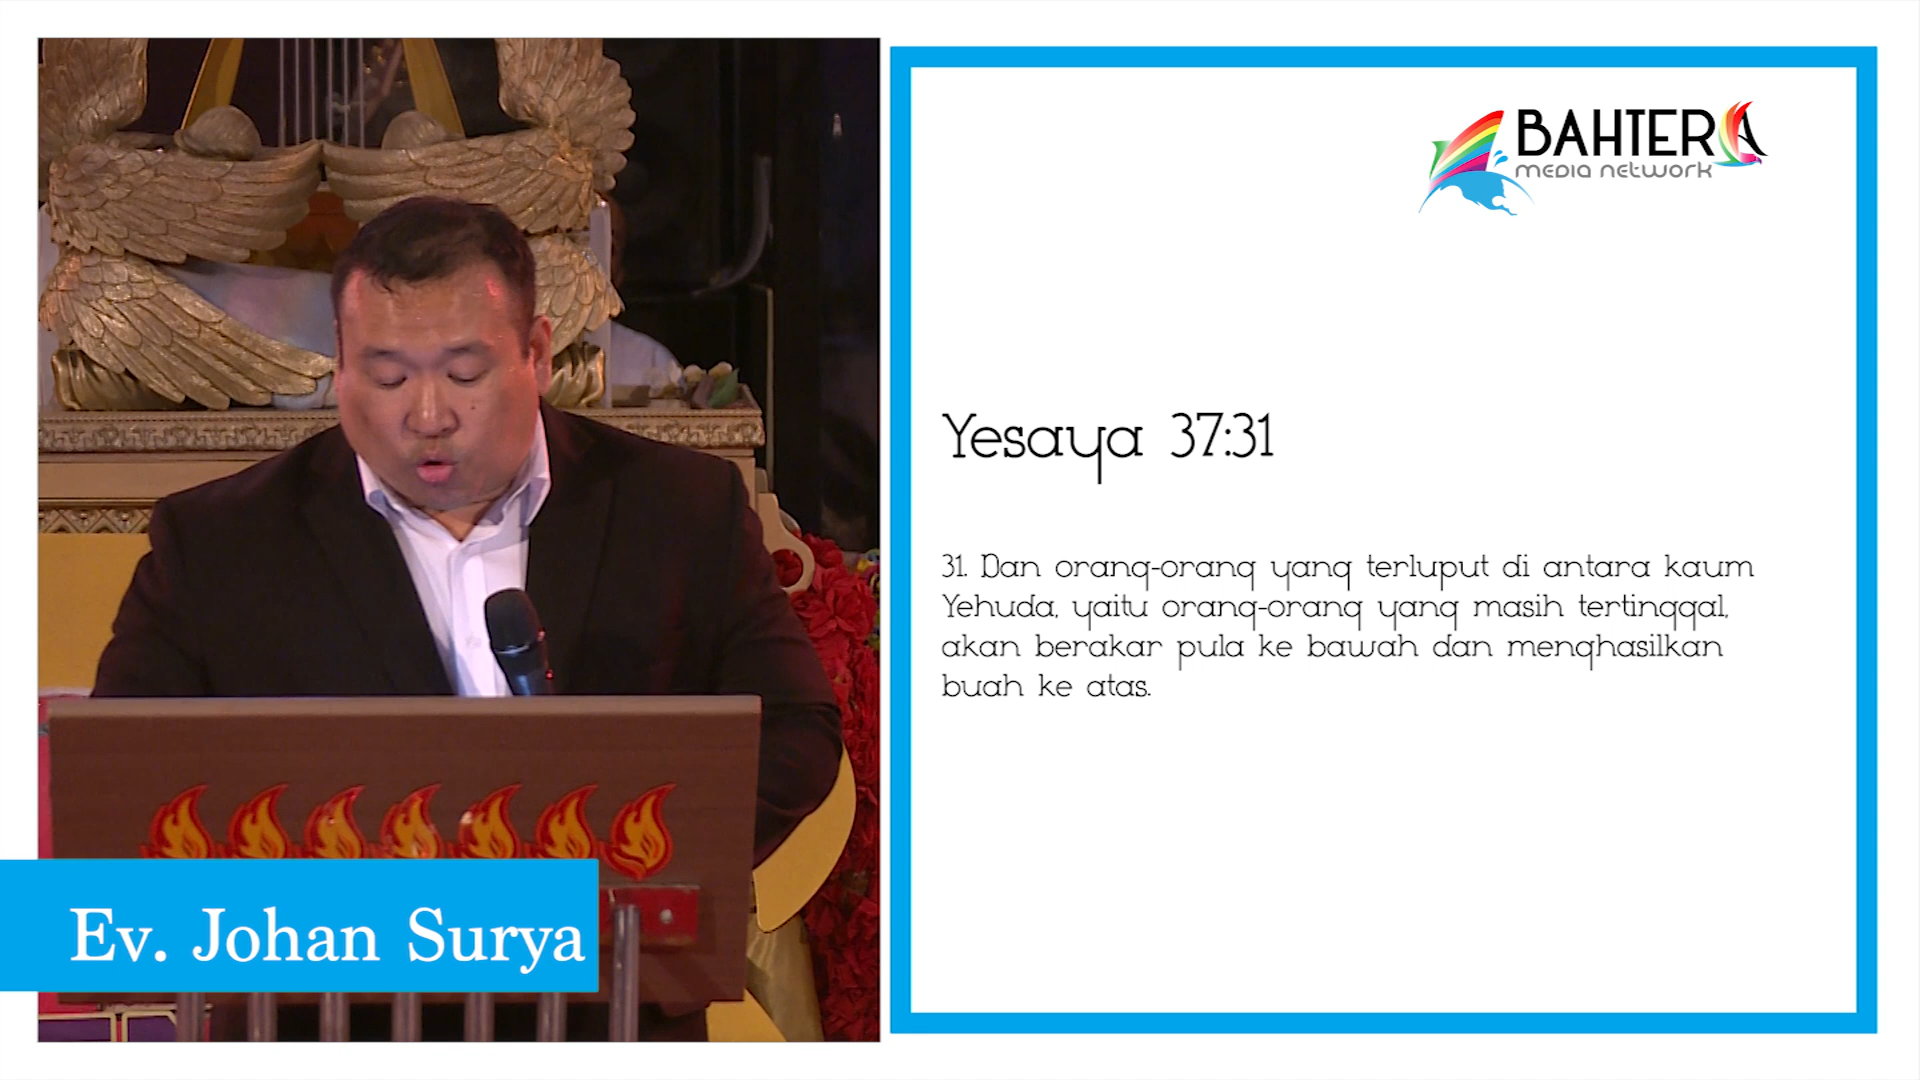 BAHTERA
MEDIA NETWORK
Yesaya 37:31
31. Dan orang-orang yang terluput di antara kaum
Yehuda, yaitu orang-orang yang masih tertinggal,
akan berakar pula ke bawah dan menghasilkan
buah ke atas.
Ev. Johan Surya